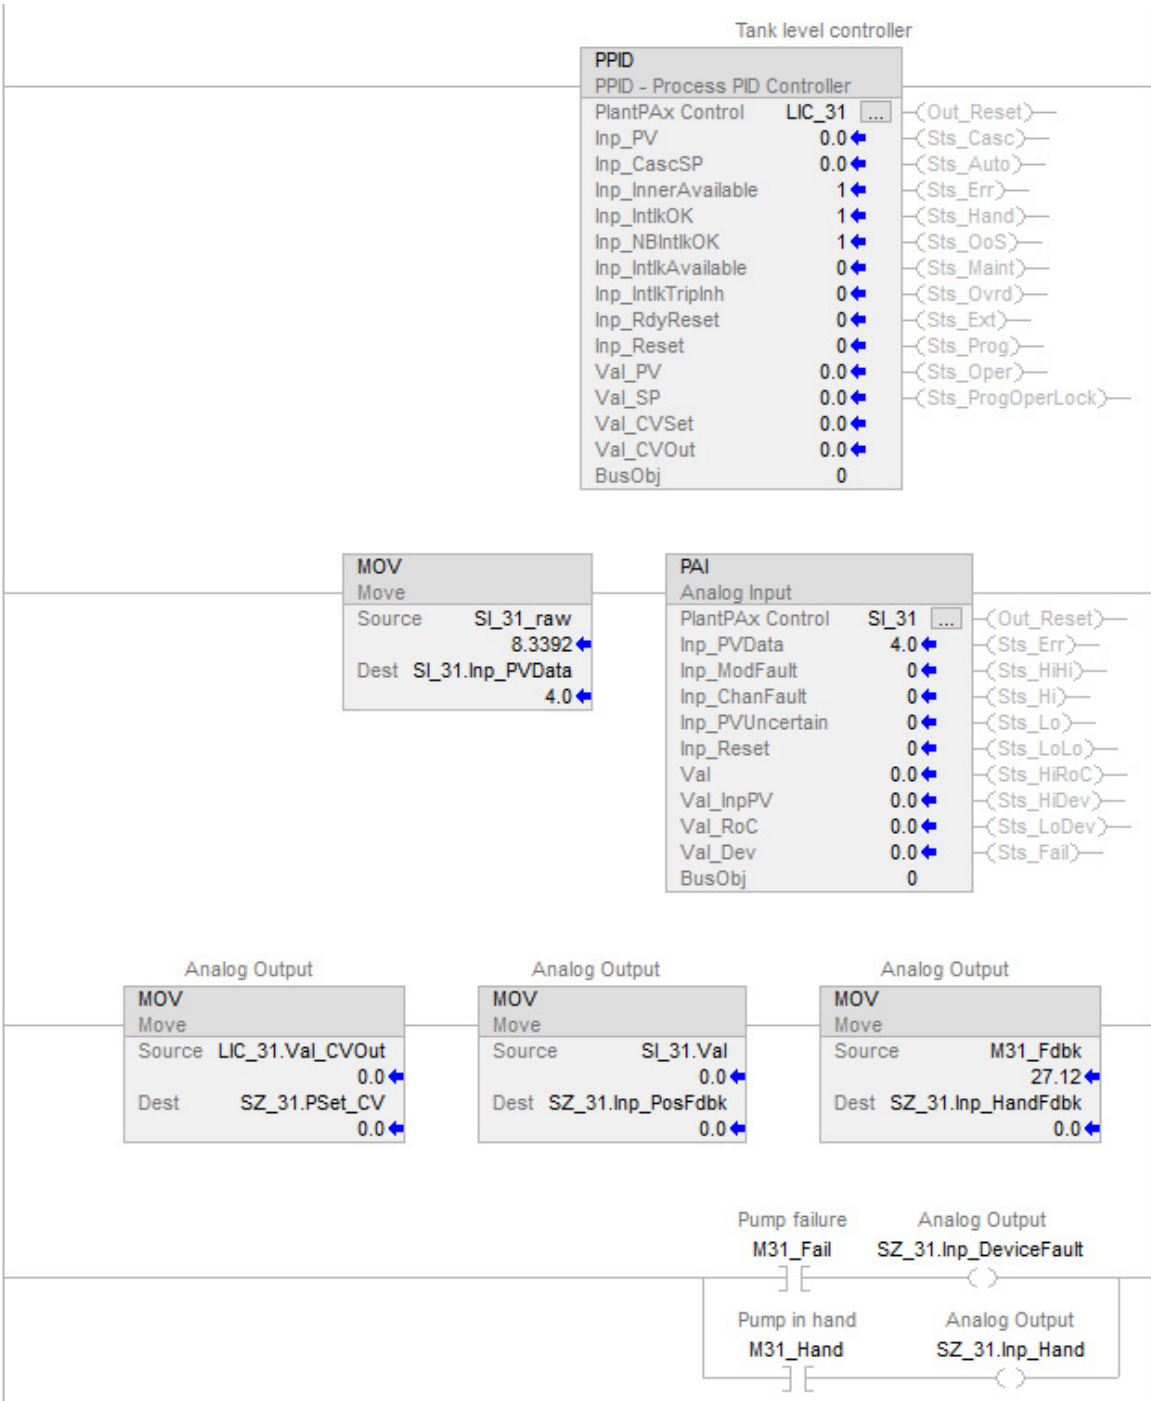 Tank level controller
PPID
PPID - Process PID Controller
PlantPAx Control LIC_31 ... (Out_Reset)
Inp_PV 0.0 (Sts_Casc)
Inp_CascSP 0.0 (Sts_Auto)
Inp_InnerAvailable 1 (Sts_Err)
Inp_IntlkOK 1 (Sts_Hand)
Inp_NBIntlkOK 1 (Sts_OoS)
Inp_IntlkAvailable 0 (Sts_Maint)
Inp_IntlkTripInh 0 (Sts_Ovrd)
Inp_RdyReset 0 (Sts_Ext)
Inp_Reset 0 (Sts_Prog)
Val_PV 0.0 (Sts_Oper)
Val_SP 0.0 (Sts_ProgOperLock)
Val_CVSet 0.0
Val_CVOut 0.0
BusObj 0
MOV
Move
Source SI_31_raw
8.3392
Dest SI_31.Inp_PVData
4.0
PAI
Analog Input
PlantPAx Control SI_31 ... (Out_Reset)
Inp_PVData 4.0 (Sts_Err)
Inp_ModFault 0 (Sts_HiHi)
Inp_ChanFault 0 (Sts_Hi)
Inp_PVUncertain 0 (Sts_Lo)
Inp_Reset 0 (Sts_LoLo)
Val 0.0 (Sts_HiRoC)
Val_InpPV 0.0 (Sts_HiDev)
Val_RoC 0.0 (Sts_LoDev)
Val_Dev 0.0 (Sts_Fail)
BusObj 0
Analog Output
MOV
Move
Source LIC_31.Val_CVOut
0.0
Dest SZ_31.PSet_CV
0.0
Analog Output
MOV
Move
Source SI_31.Val
0.0
Dest SZ_31.Inp_PosFdbk
0.0
Analog Output
MOV
Move
Source M31_Fdbk
27.12
Dest SZ_31.Inp_HandFdbk
0.0
Pump failure Analog Output
M31_Fail SZ_31.Inp_DeviceFault
Pump in hand Analog Output
M31_Hand SZ_31.Inp_Hand